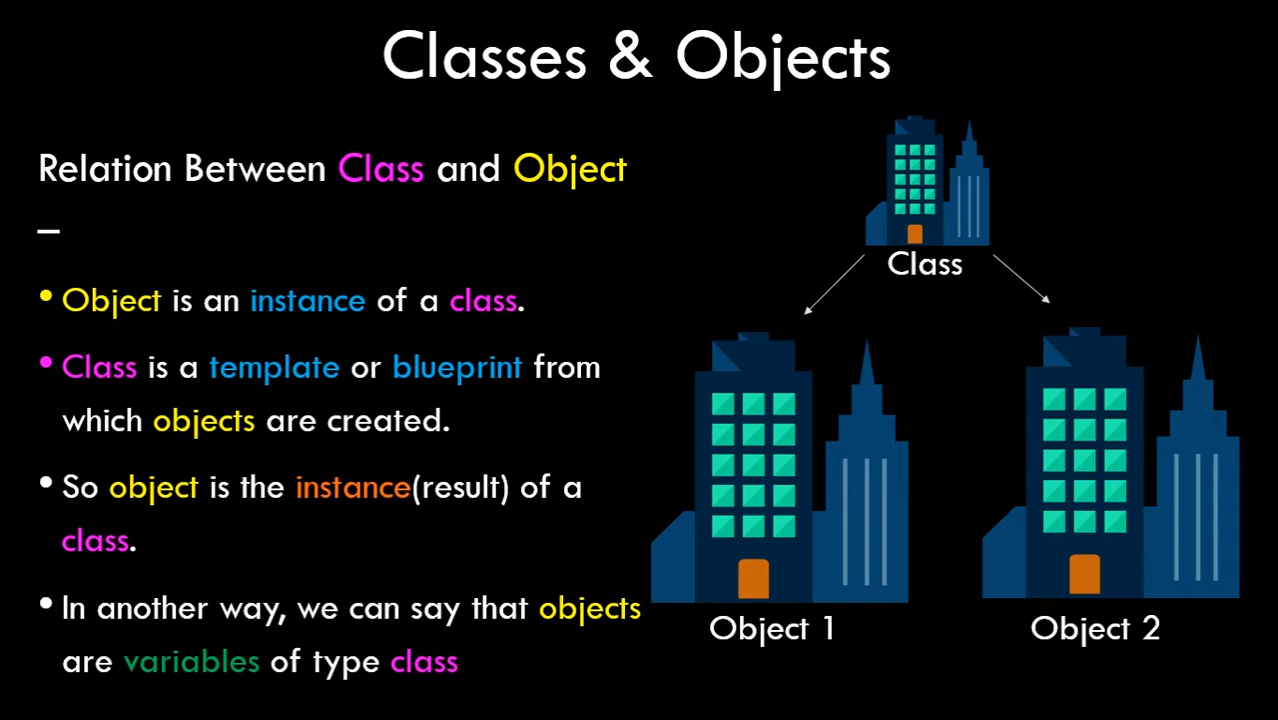 Classes & Objects
Relation Between Class and Object
–
• Object is an instance of a class.
• Class is a template or blueprint from
which objects are created.
• So object is the instance(result) of a
class.
• In another way, we can say that objects
are variables of type class
Class
Object 1
Object 2